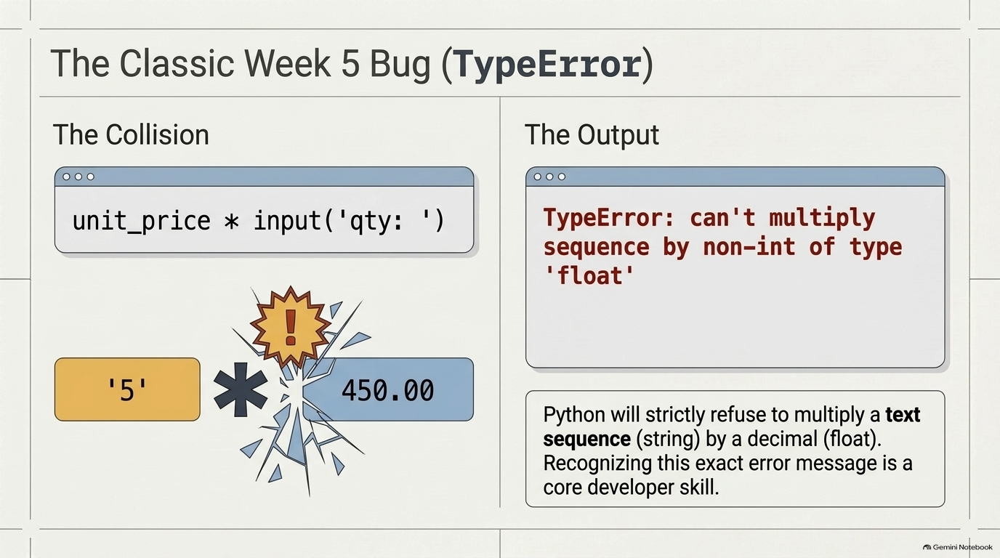 The Classic Week 5 Bug (TypeError)
The Collision
unit_price * input('qty: ')
!
'5' * 450.00
The Output
TypeError: can't multiply
sequence by non-int of type
'float'
Python will strictly refuse to multiply a text
sequence (string) by a decimal (float).
Recognizing this exact error message is a
core developer skill.
Gemini Notebook